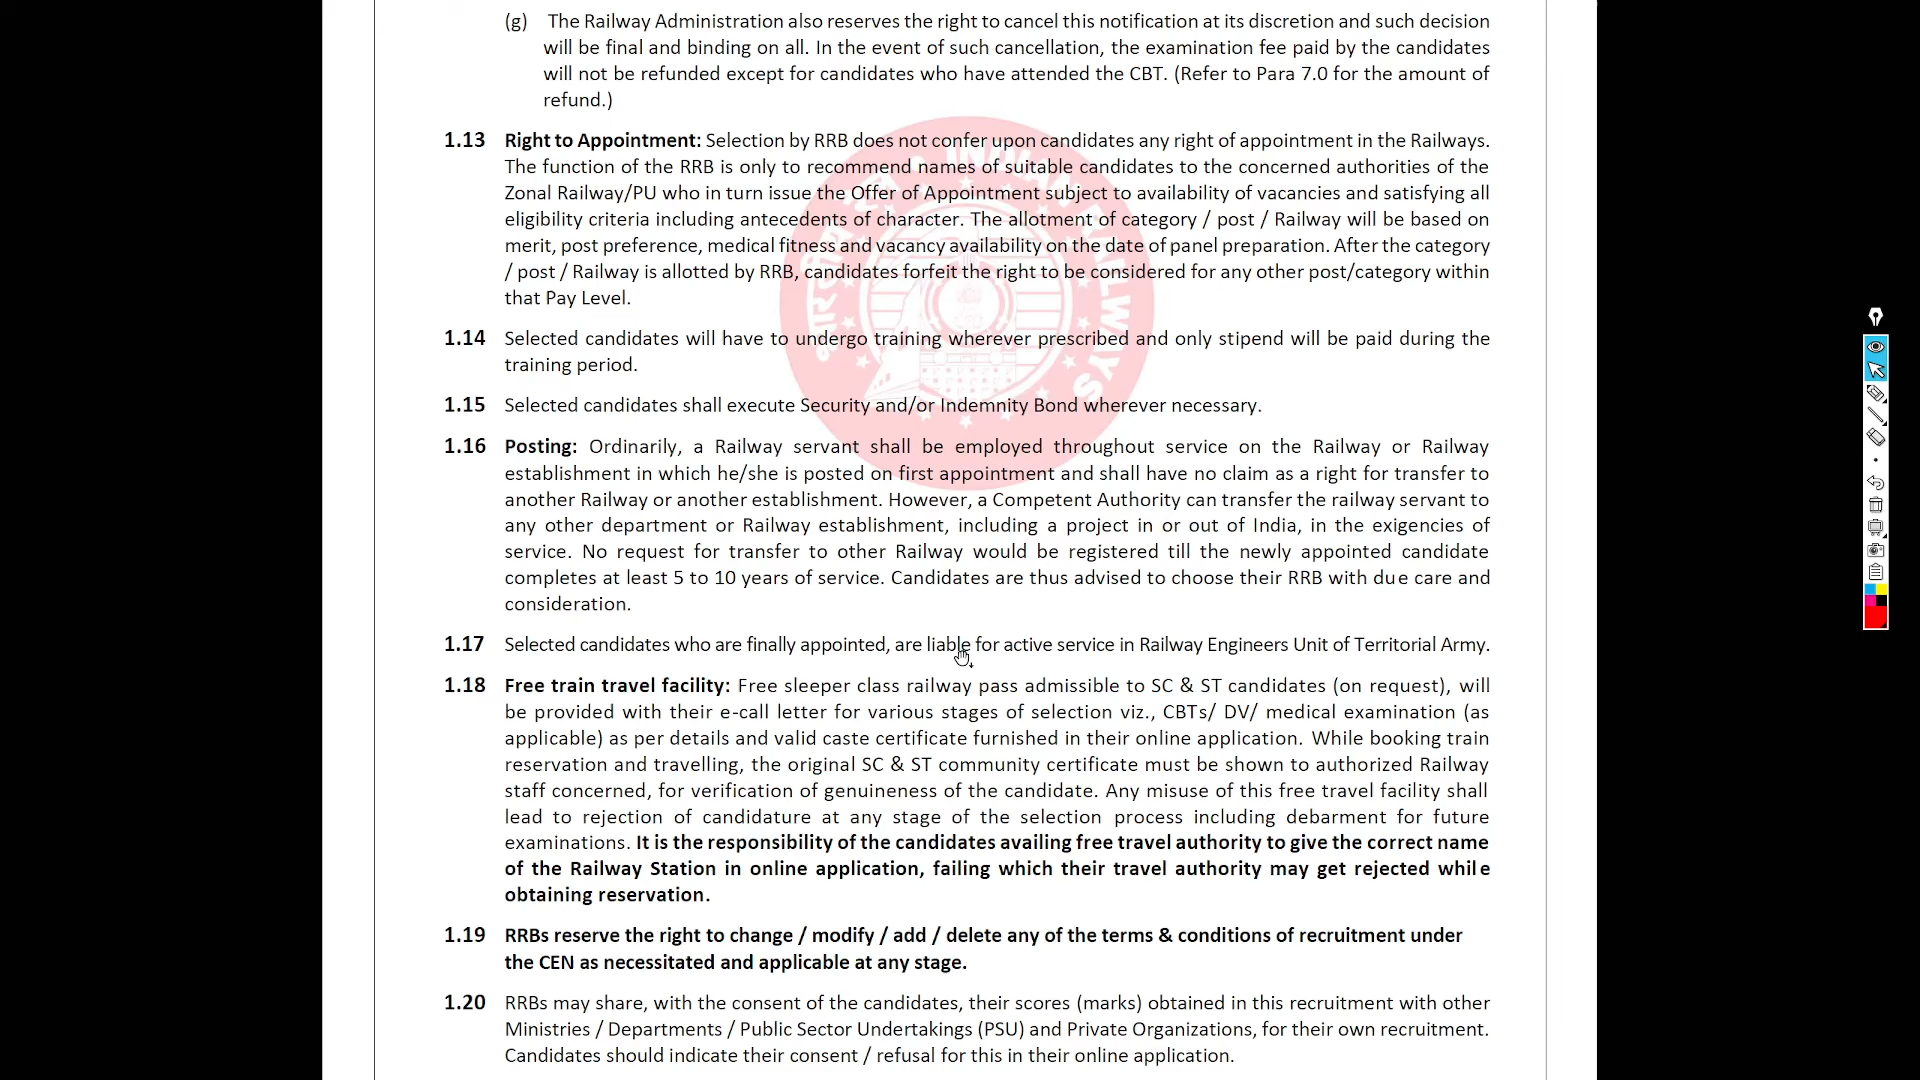 (g) The Railway Administration also reserves the right to cancel this notification at its discretion and such decision
will be final and binding on all. In the event of such cancellation, the examination fee paid by the candidates
will not be refunded except for candidates who have attended the CBT. (Refer to Para 7.0 for the amount of
refund.)
1.13 Right to Appointment: Selection by RRB does not confer upon candidates any right of appointment in the Railways.
The function of the RRB is only to recommend names of suitable candidates to the concerned authorities of the
Zonal Railway/PU who in turn issue the Offer of Appointment subject to availability of vacancies and satisfying all
eligibility criteria including antecedents of character. The allotment of category / post / Railway will be based on
merit, post preference, medical fitness and vacancy availability on the date of panel preparation. After the category
/ post / Railway is allotted by RRB, candidates forfeit the right to be considered for any other post/category within
that Pay Level.
1.14 Selected candidates will have to undergo training wherever prescribed and only stipend will be paid during the
training period.
1.15 Selected candidates shall execute Security and/or Indemnity Bond wherever necessary.
1.16 Posting: Ordinarily, a Railway servant shall be employed throughout service on the Railway or Railway
establishment in which he/she is posted on first appointment and shall have no claim as a right for transfer to
another Railway or another establishment. However, a Competent Authority can transfer the railway servant to
any other department or Railway establishment, including a project in or out of India, in the exigencies of
service. No request for transfer to other Railway would be registered till the newly appointed candidate
completes at least 5 to 10 years of service. Candidates are thus advised to choose their RRB with due care and
consideration.
1.17 Selected candidates who are finally appointed, are liable for active service in Railway Engineers Unit of Territorial Army.
1.18 Free train travel facility: Free sleeper class railway pass admissible to SC & ST candidates (on request), will
be provided with their e-call letter for various stages of selection viz., CBTs/ DV/ medical examination (as
applicable) as per details and valid caste certificate furnished in their online application. While booking train
reservation and travelling, the original SC & ST community certificate must be shown to authorized Railway
staff concerned, for verification of genuineness of the candidate. Any misuse of this free travel facility shall
lead to rejection of candidature at any stage of the selection process including debarment for future
examinations. It is the responsibility of the candidates availing free travel authority to give the correct name
of the Railway Station in online application, failing which their travel authority may get rejected while
obtaining reservation.
1.19 RRBs reserve the right to change / modify / add / delete any of the terms & conditions of recruitment under
the CEN as necessitated and applicable at any stage.
1.20 RRBs may share, with the consent of the candidates, their scores (marks) obtained in this recruitment with other
Ministries / Departments / Public Sector Undertakings (PSU) and Private Organizations, for their own recruitment.
Candidates should indicate their consent / refusal for this in their online application.
INDIAN RAILWAYS